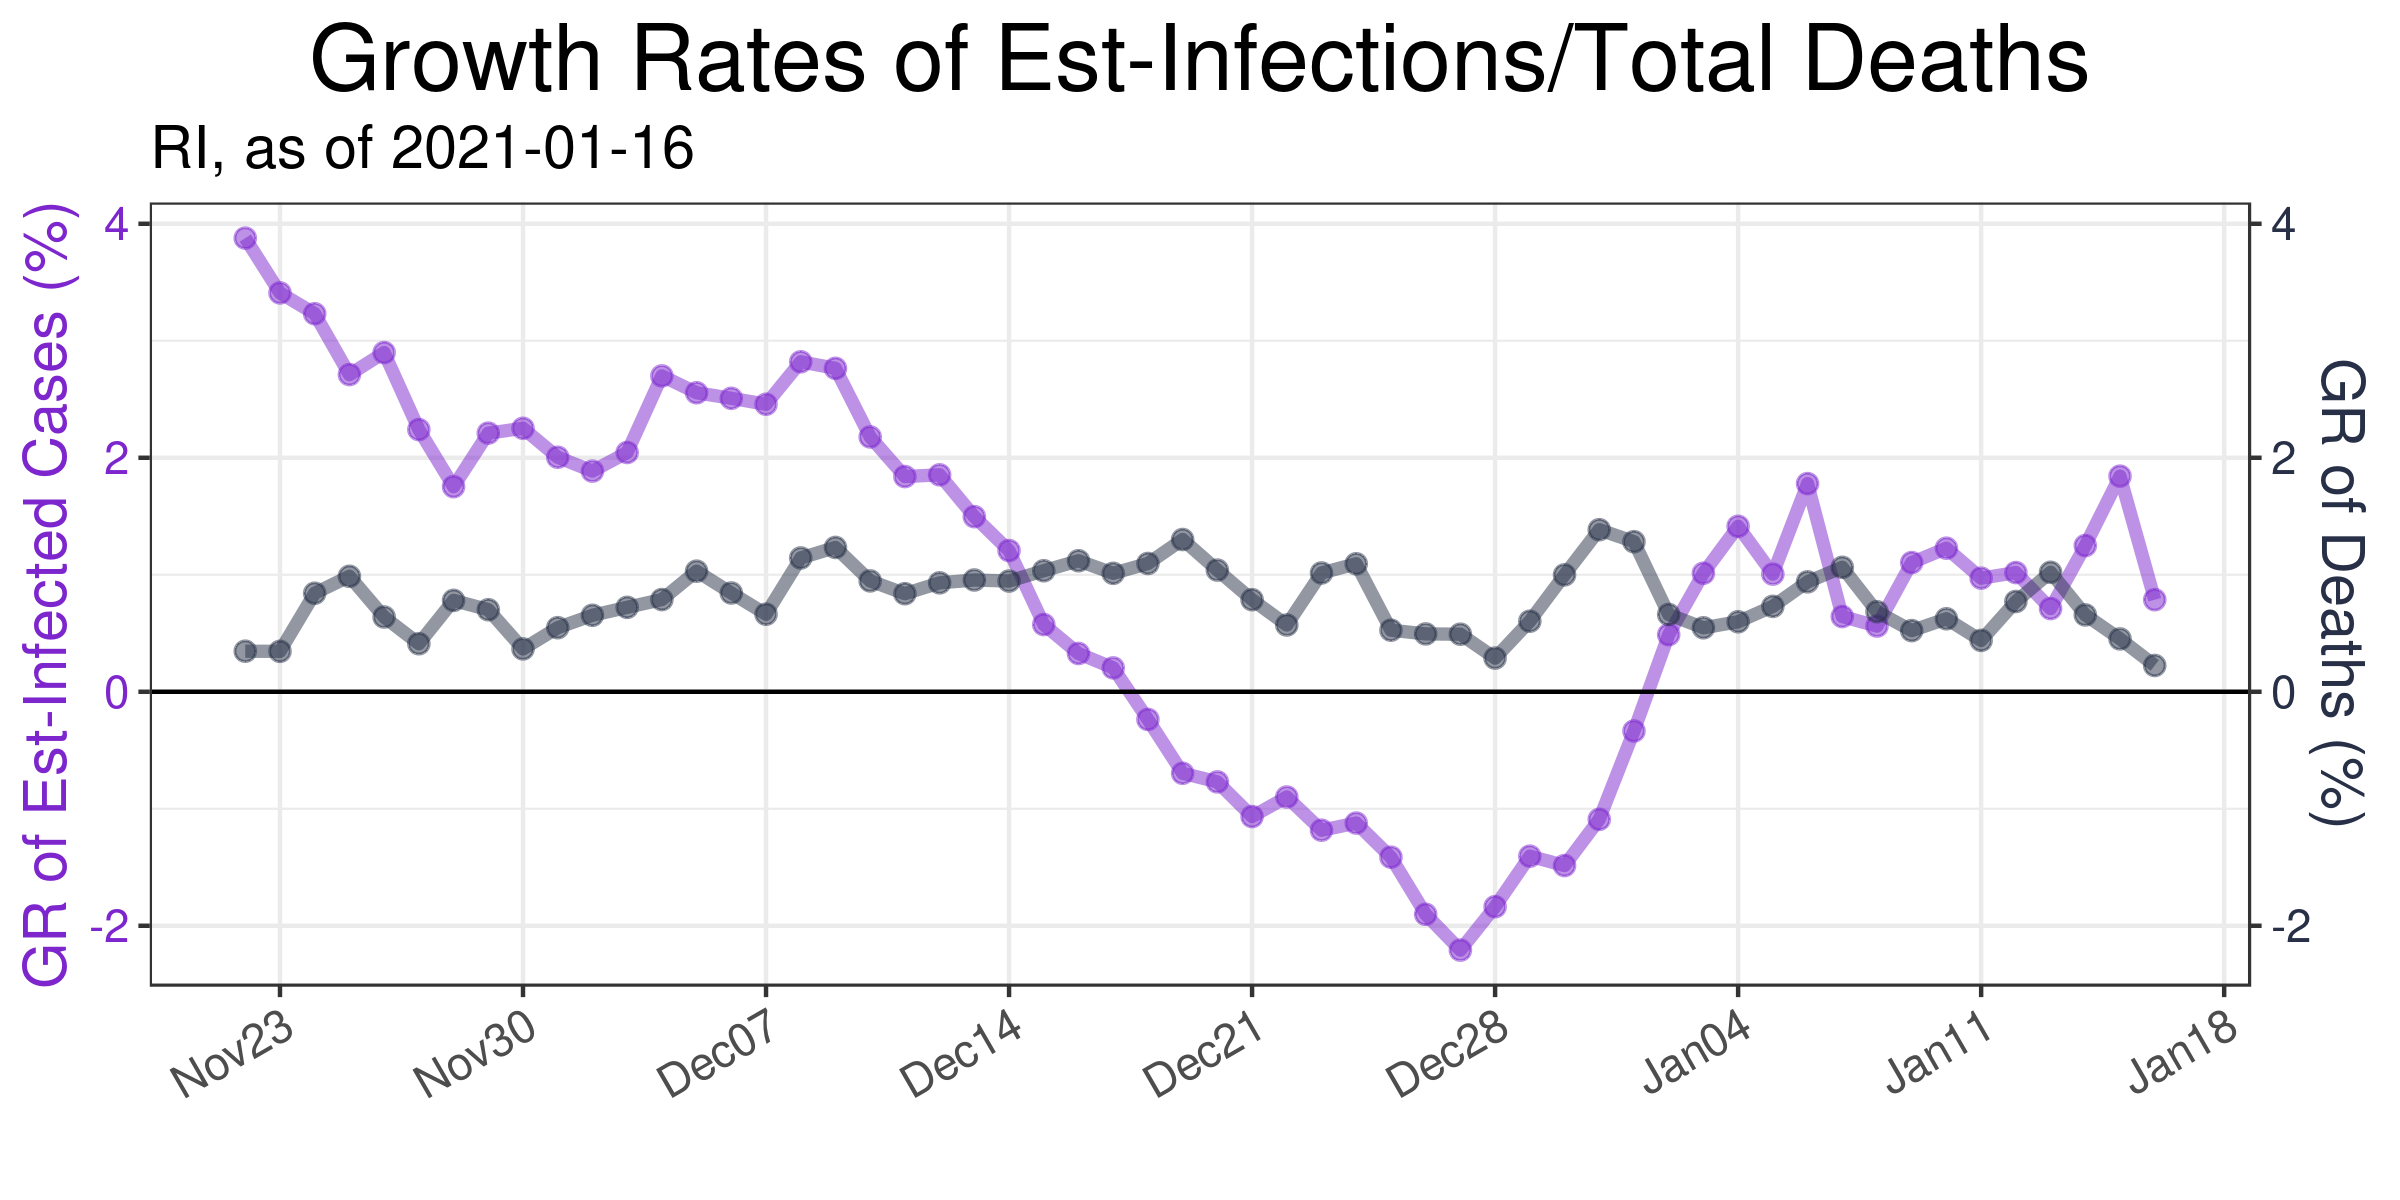 Growth Rates of Est-Infections/Total Deaths
RI, as of 2021-01-16
GR of Est-Infected Cases (%)
4
2
0
-2
4
2
0
-2
GR of Deaths (%)
Nov23
Nov30
Dec07
Dec14
Dec21
Dec28
Jan04
Jan11
Jan18